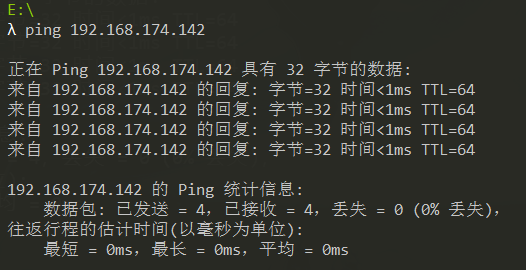 E:\
λ ping 192.168.174.142
正在 Ping 192.168.174.142 具有 32 字节的数据:
来自 192.168.174.142 的回复: 字节=32 时间<1ms TTL=64
来自 192.168.174.142 的回复: 字节=32 时间<1ms TTL=64
来自 192.168.174.142 的回复: 字节=32 时间<1ms TTL=64
来自 192.168.174.142 的回复: 字节=32 时间<1ms TTL=64
192.168.174.142 的 Ping 统计信息:
数据包: 已发送 = 4，已接收 = 4，丢失 = 0 (0% 丢失)，
往返行程的估计时间(以毫秒为单位):
最短 = 0ms，最长 = 0ms，平均 = 0ms